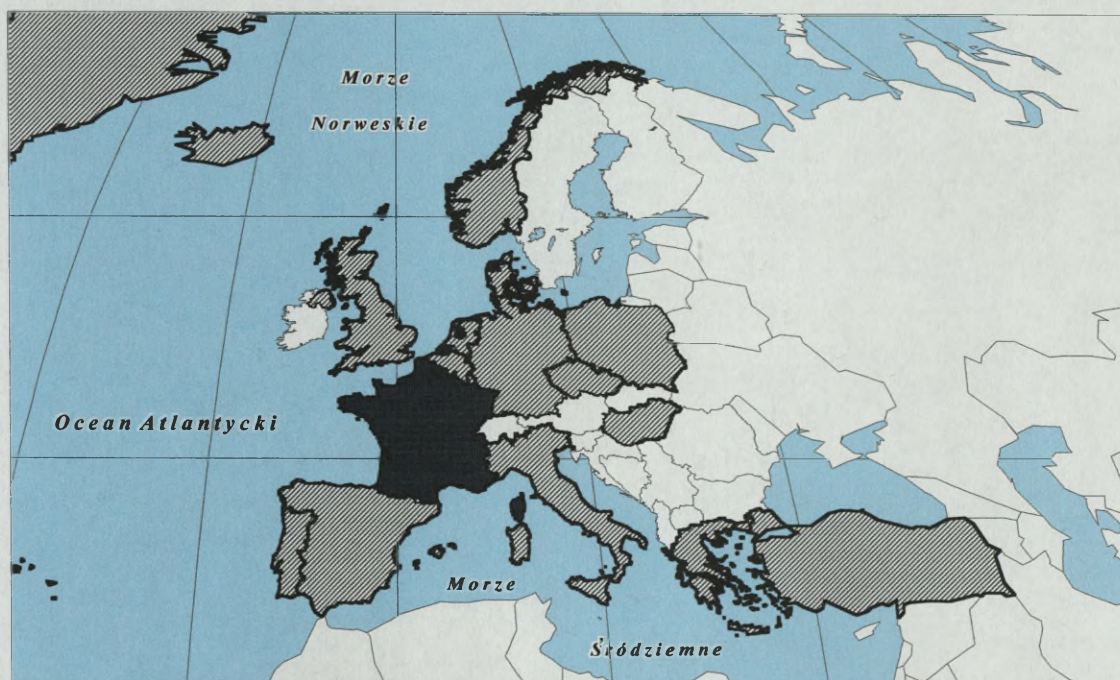 Morze
Norweskie
Ocean Atlantycki
Morze
Śródziemne